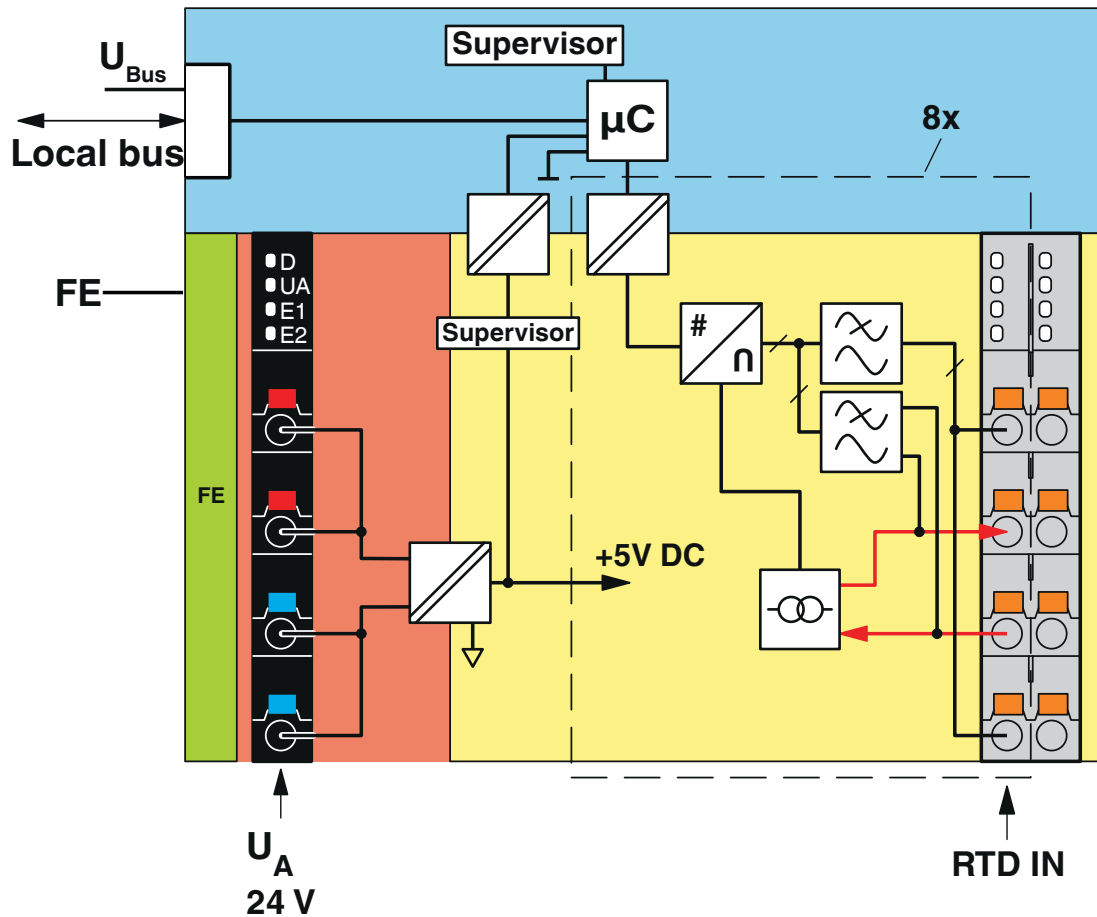 Supervisor
U Bus
µC
8x
Local bus
D
UA
FE
E1
E2
Supervisor
#
∩
FE
+5V DC
U A
24 V
RTD IN